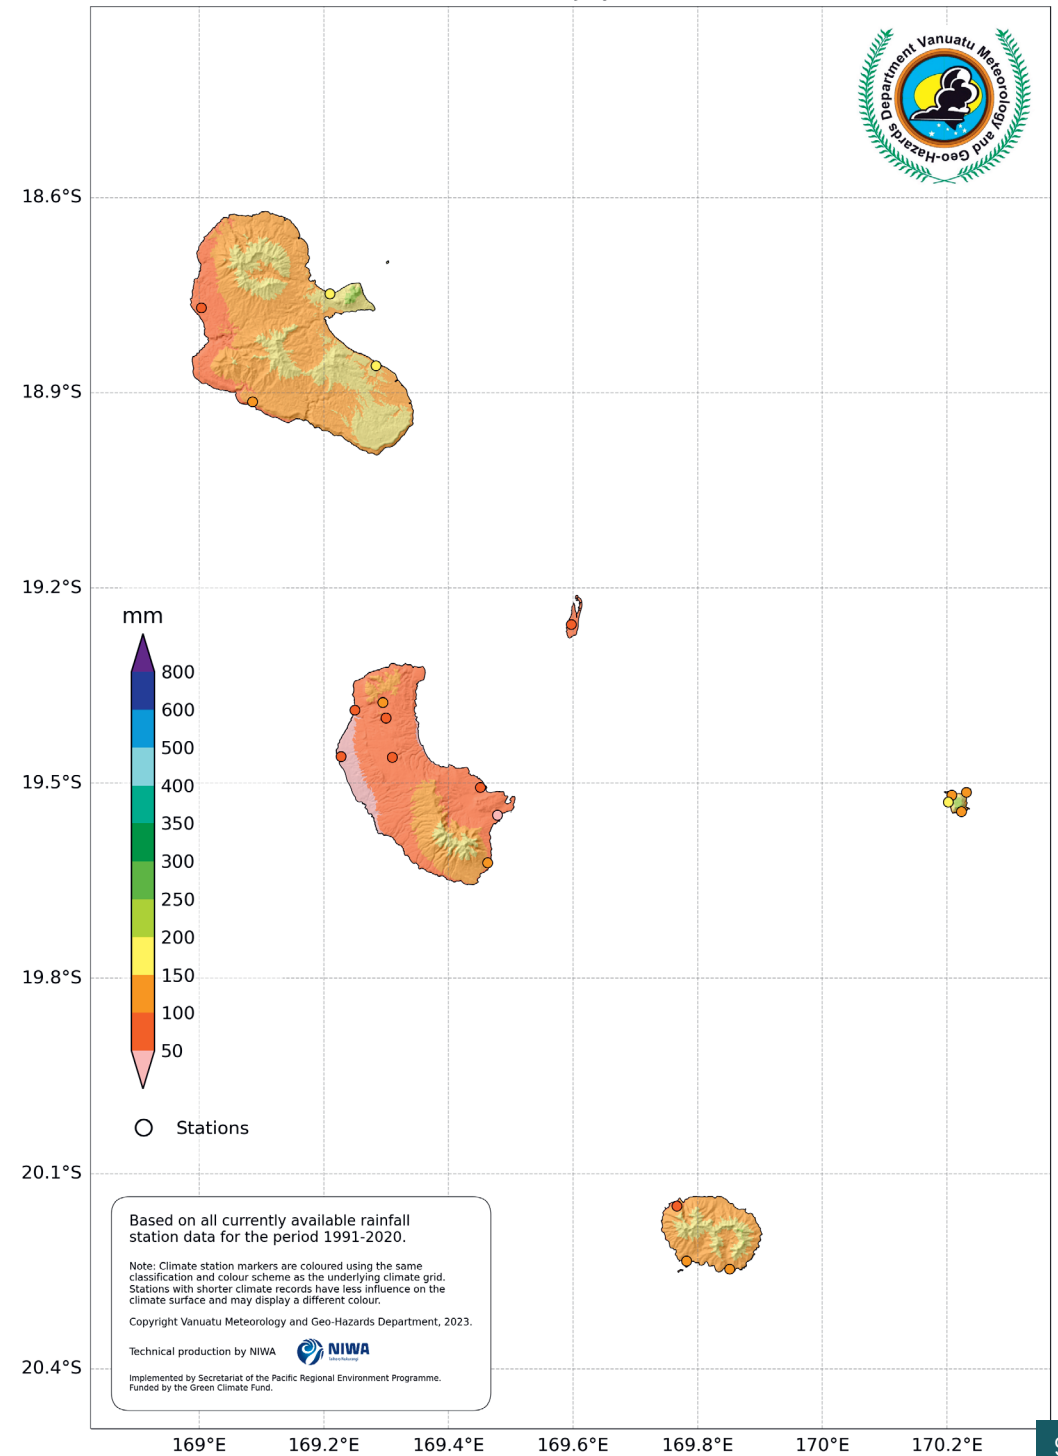 Vanuatu Meteorology and Geo-Hazards Department
18.6°S
18.9°S
19.2°S
mm
800
600
500
400
350
300
250
200
150
100
50
19.5°S
19.8°S
Stations
20.1°S
Based on all currently available rainfall
station data for the period 1991-2020.
Note: Climate station markers are coloured using the same
classification and colour scheme as the underlying climate grid.
Stations with shorter climate records have less influence on the
climate surface and may display a different colour.
Copyright Vanuatu Meteorology and Geo-Hazards Department, 2023.
Technical production by NIWA
NIWA
Taihoro Nukurangi
Implemented by Secretariat of the Pacific Regional Environment Programme.
Funded by the Green Climate Fund.
20.4°S
169°E 169.2°E 169.4°E 169.6°E 169.8°E 170°E 170.2°E